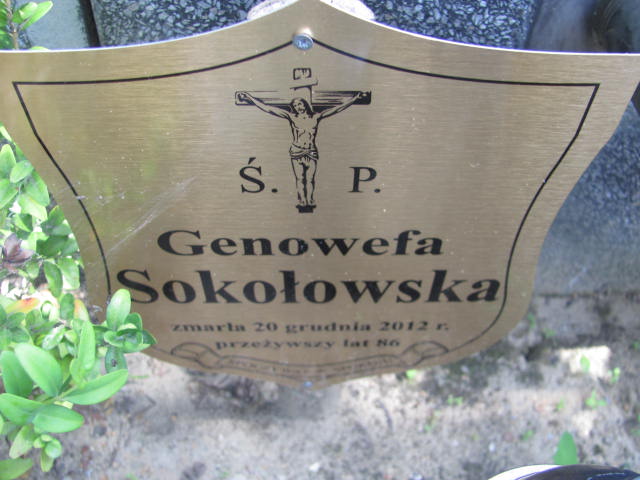 Ś. P.
Genowefa
Sokołowska
zmarła 20 grudnia 2012 r.
przeżywszy lat 86